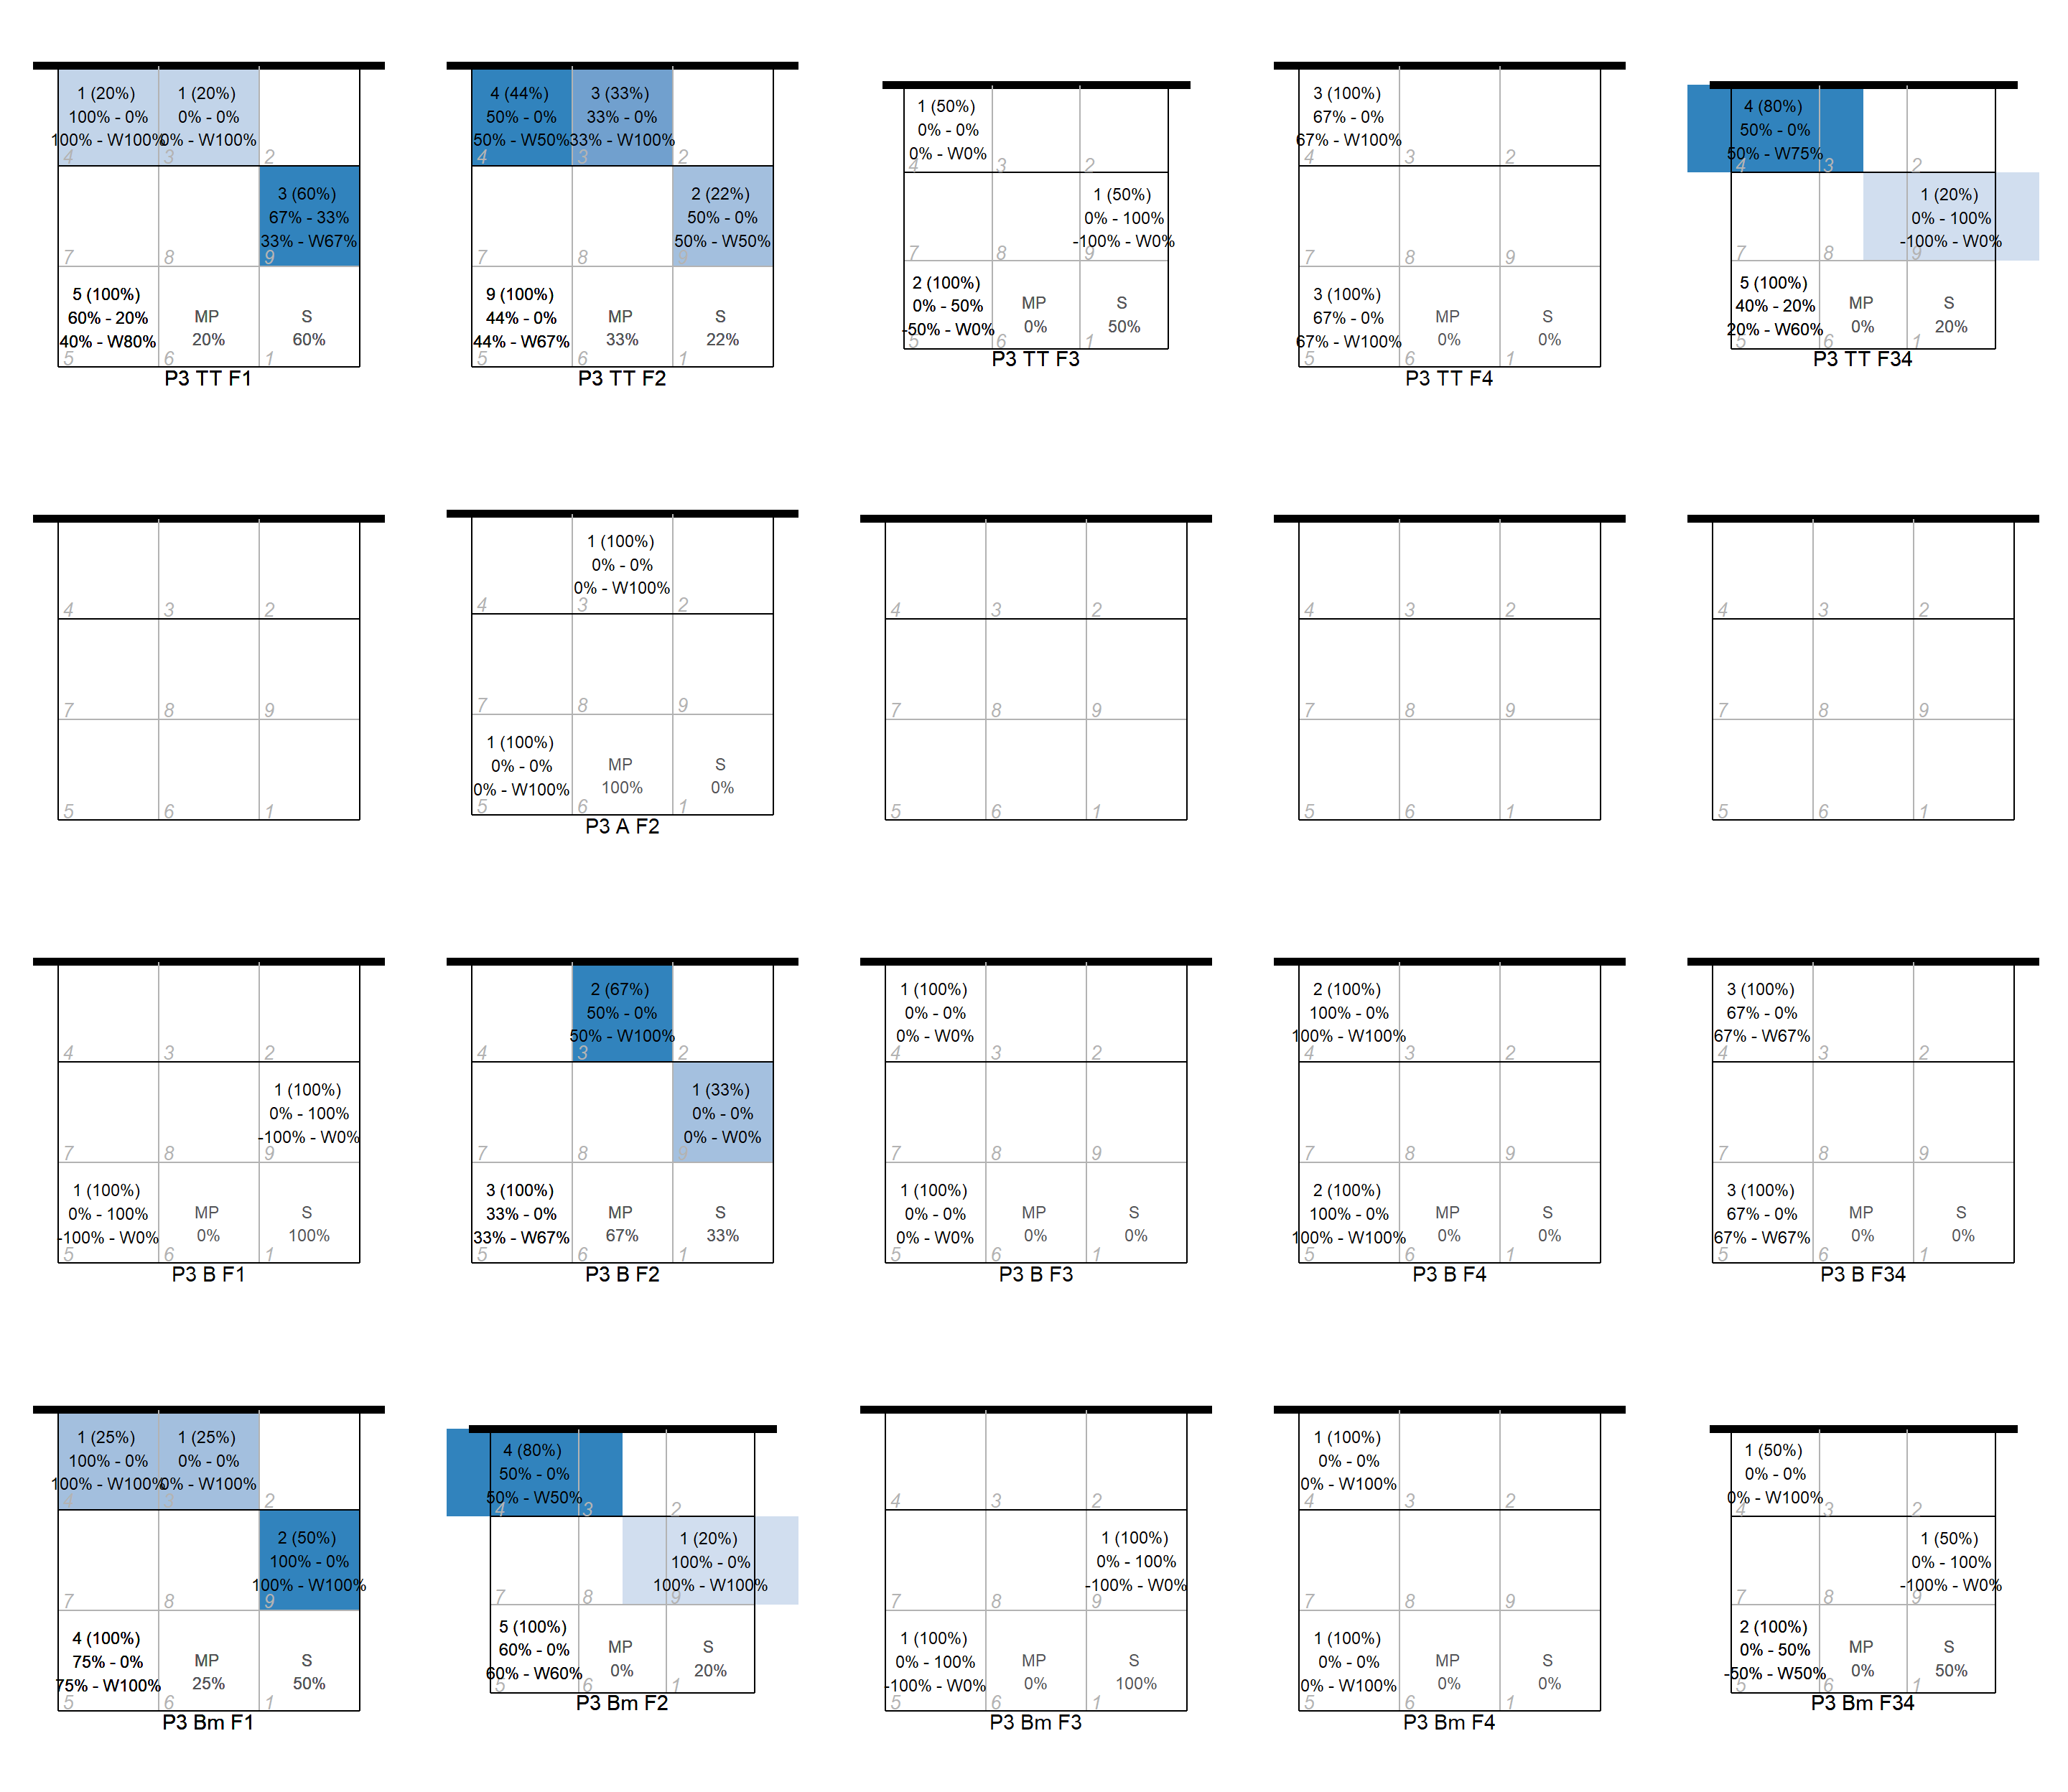 1 (20%)
100% - 0%
100% - W100%
4
1 (20%)
0% - 0%
0% - W100%
3
2
7
8
3 (60%)
67% - 33%
33% - W67%
9
5 (100%)
60% - 20%
40% - W80%
5
MP
20%
6
S
60%
1
P3 TT F1
4 (44%)
50% - 0%
50% - W50%
4
3 (33%)
33% - 0%
33% - W100%
3
2
7
8
2 (22%)
50% - 0%
50% - W50%
9
9 (100%)
44% - 0%
44% - W67%
5
MP
33%
6
S
22%
1
P3 TT F2
1 (50%)
0% - 0%
0% - W0%
4
3
2
7
8
1 (50%)
0% - 100%
-100% - W0%
9
2 (100%)
0% - 50%
-50% - W0%
5
MP
0%
6
S
50%
1
P3 TT F3
3 (100%)
67% - 0%
67% - W100%
4
3
2
7
8
9
3 (100%)
67% - 0%
67% - W100%
5
MP
0%
6
S
0%
1
P3 TT F4
4 (80%)
50% - 0%
50% - W75%
4
3
2
7
8
1 (20%)
0% - 100%
-100% - W0%
9
5 (100%)
40% - 20%
20% - W60%
5
MP
0%
6
S
20%
1
P3 TT F34
4
3
2
7
8
9
5
6
1
4
1 (100%)
0% - 0%
0% - W100%
3
2
7
8
9
1 (100%)
0% - 0%
0% - W100%
5
MP
100%
6
S
0%
1
P3 A F2
4
3
2
7
8
9
5
6
1
4
3
2
7
8
9
5
6
1
4
3
2
7
8
9
5
6
1
4
3
2
7
8
1 (100%)
0% - 100%
-100% - W0%
9
1 (100%)
0% - 100%
-100% - W0%
5
MP
0%
6
S
100%
1
P3 B F1
4
2 (67%)
50% - 0%
50% - W100%
3
2
7
8
1 (33%)
0% - 0%
0% - W0%
9
3 (100%)
33% - 0%
33% - W67%
5
MP
67%
6
S
33%
1
P3 B F2
1 (100%)
0% - 0%
0% - W0%
4
3
2
7
8
9
1 (100%)
0% - 0%
0% - W0%
5
MP
0%
6
S
0%
1
P3 B F3
2 (100%)
100% - 0%
100% - W100%
4
3
2
7
8
9
2 (100%)
100% - 0%
100% - W100%
5
MP
0%
6
S
0%
1
P3 B F4
3 (100%)
67% - 0%
67% - W67%
4
3
2
7
8
9
3 (100%)
67% - 0%
67% - W67%
5
MP
0%
6
S
0%
1
P3 B F34
1 (25%)
100% - 0%
100% - W100%
4
1 (25%)
0% - 0%
0% - W100%
3
2
7
8
2 (50%)
100% - 0%
100% - W100%
9
4 (100%)
75% - 0%
75% - W100%
5
MP
25%
6
S
50%
1
P3 Bm F1
4 (80%)
50% - 0%
50% - W50%
4
3
2
7
8
1 (20%)
100% - 0%
100% - W100%
9
5 (100%)
60% - 0%
60% - W60%
5
MP
0%
6
S
20%
1
P3 Bm F2
4
3
2
7
8
1 (100%)
0% - 100%
-100% - W0%
9
1 (100%)
0% - 100%
-100% - W0%
5
MP
0%
6
S
100%
1
P3 Bm F3
1 (100%)
0% - 0%
0% - W100%
4
3
2
7
8
9
1 (100%)
0% - 0%
0% - W100%
5
MP
0%
6
S
0%
1
P3 Bm F4
1 (50%)
0% - 0%
0% - W100%
4
3
2
7
8
1 (50%)
0% - 100%
-100% - W0%
9
2 (100%)
0% - 50%
-50% - W50%
5
MP
0%
6
S
50%
1
P3 Bm F34